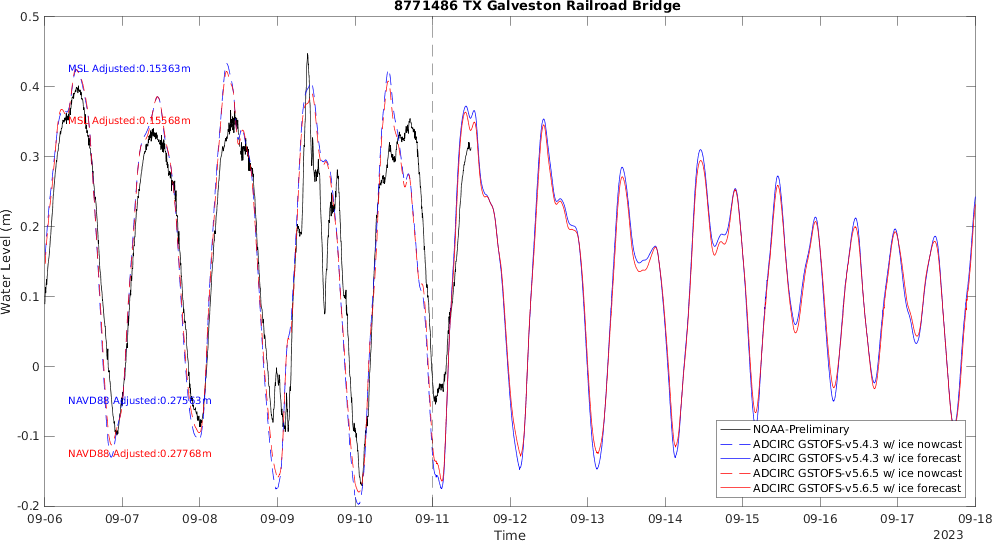 8771486 TX Galveston Railroad Bridge
0.5
0.4
0.3
0.2
0.1
0
-0.1
-0.2
Water Level (m)
MSL Adjusted:0.15363m
MSL Adjusted:0.15568m
NAVD88 Adjusted:0.27563m
NAVD88 Adjusted:0.27768m
NOAA-Preliminary
ADCIRC GSTOFS-v5.4.3 w/ ice nowcast
ADCIRC GSTOFS-v5.4.3 w/ ice forecast
ADCIRC GSTOFS-v5.6.5 w/ ice nowcast
ADCIRC GSTOFS-v5.6.5 w/ ice forecast
09-06 09-07 09-08 09-09 09-10 09-11 09-12 09-13 09-14 09-15 09-16 09-17 09-18
Time
2023